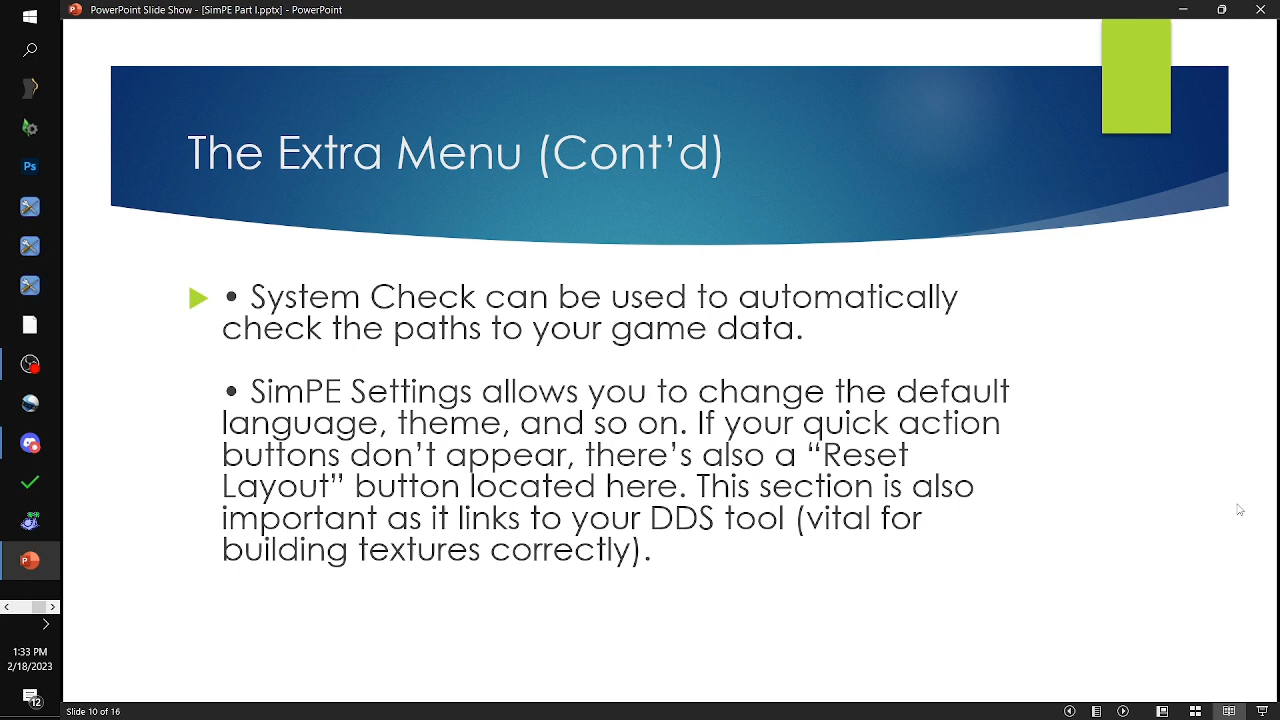 PowerPoint Slide Show - [SimPE Part I.pptx] - PowerPoint
The Extra Menu (Cont’d)
• System Check can be used to automatically
check the paths to your game data.
• SimPE Settings allows you to change the default
language, theme, and so on. If your quick action
buttons don’t appear, there’s also a “Reset
Layout” button located here. This section is also
important as it links to your DDS tool (vital for
building textures correctly).
Ps
P
1:33 PM
2/18/2023
12
Slide 10 of 16